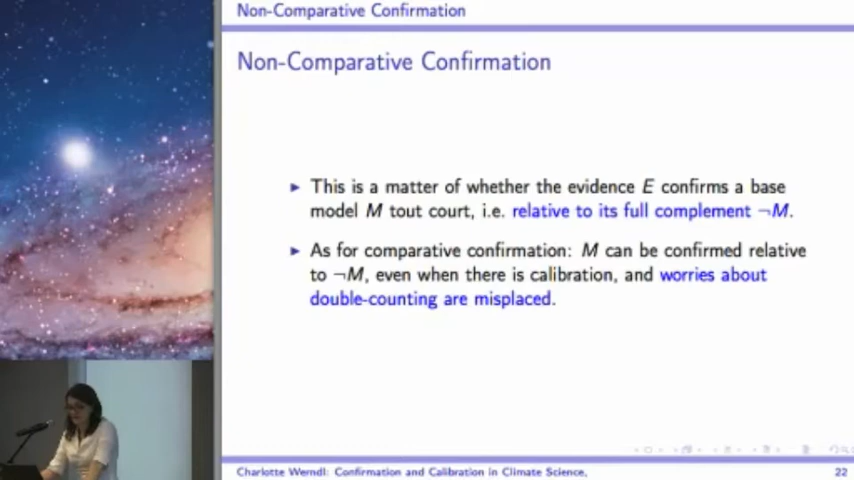 Non-Comparative Confirmation
Non-Comparative Confirmation
▶ This is a matter of whether the evidence E confirms a base
model M tout court, i.e. relative to its full complement ¬M.
▶ As for comparative confirmation: M can be confirmed relative
to ¬M, even when there is calibration, and worries about
double-counting are misplaced.
Charlotte Werndl: Confirmation and Calibration in Climate Science,
22